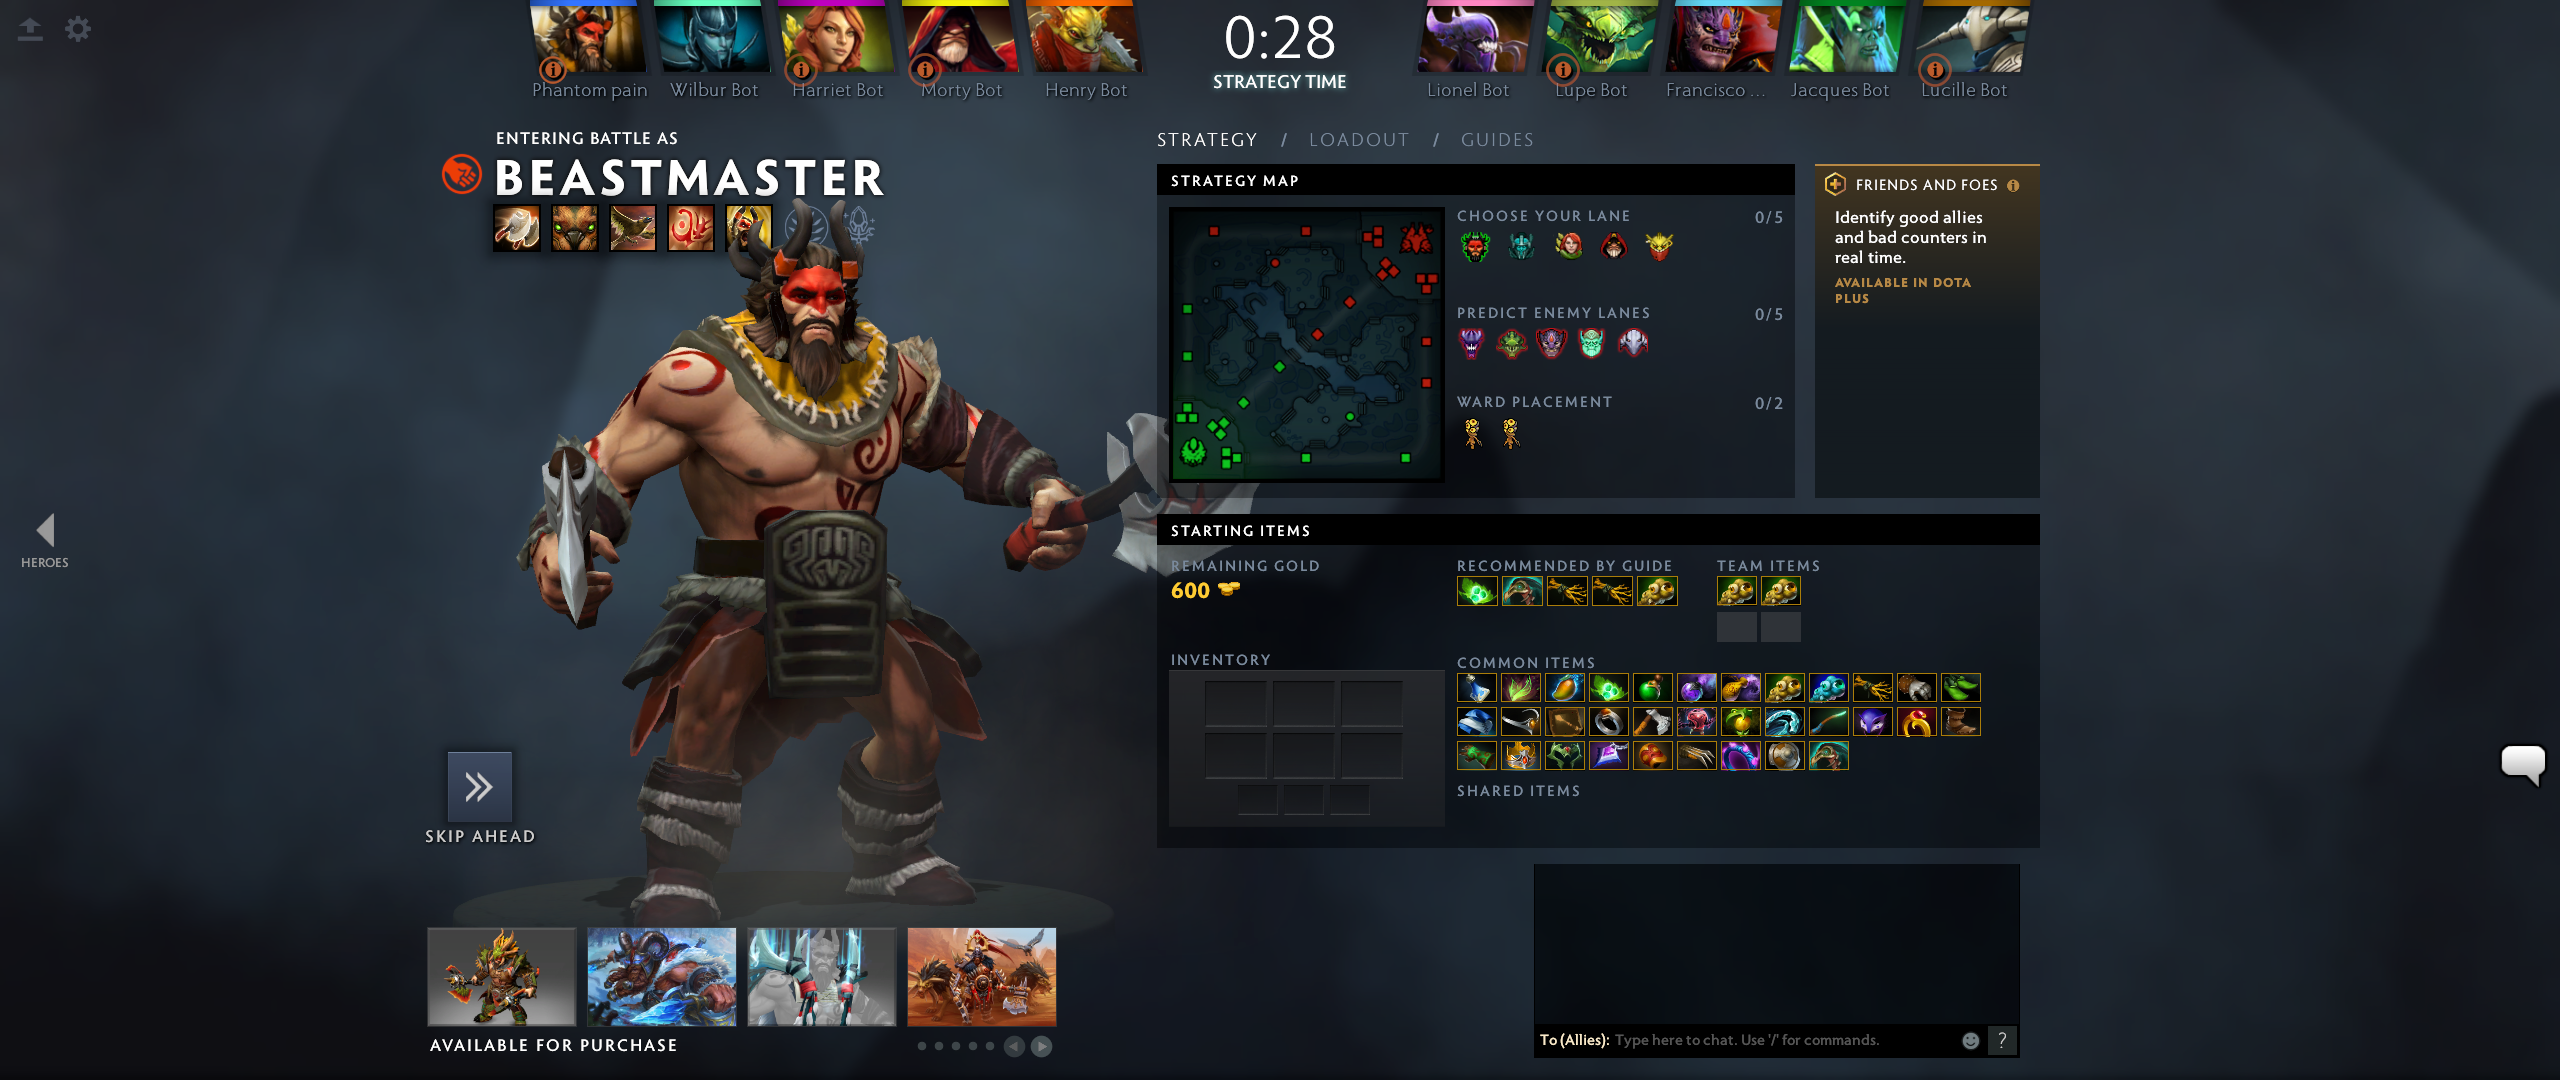 0:28
STRATEGY TIME
Phantom pain
Wilbur Bot
Harriet Bot
Morty Bot
Henry Bot
Lionel Bot
Lupe Bot
Francisco ...
Jacques Bot
Lucille Bot
ENTERING BATTLE AS
BEASTMASTER
STRATEGY / LOADOUT / GUIDES
STRATEGY MAP
CHOOSE YOUR LANE 0/5
PREDICT ENEMY LANES 0/5
WARD PLACEMENT 0/2
FRIENDS AND FOES
Identify good allies
and bad counters in
real time.
AVAILABLE IN DOTA
PLUS
HEROES
STARTING ITEMS
REMAINING GOLD
600
RECOMMENDED BY GUIDE
TEAM ITEMS
INVENTORY
COMMON ITEMS
SHARED ITEMS
SKIP AHEAD
AVAILABLE FOR PURCHASE
To (Allies): Type here to chat. Use '/' for commands.
?